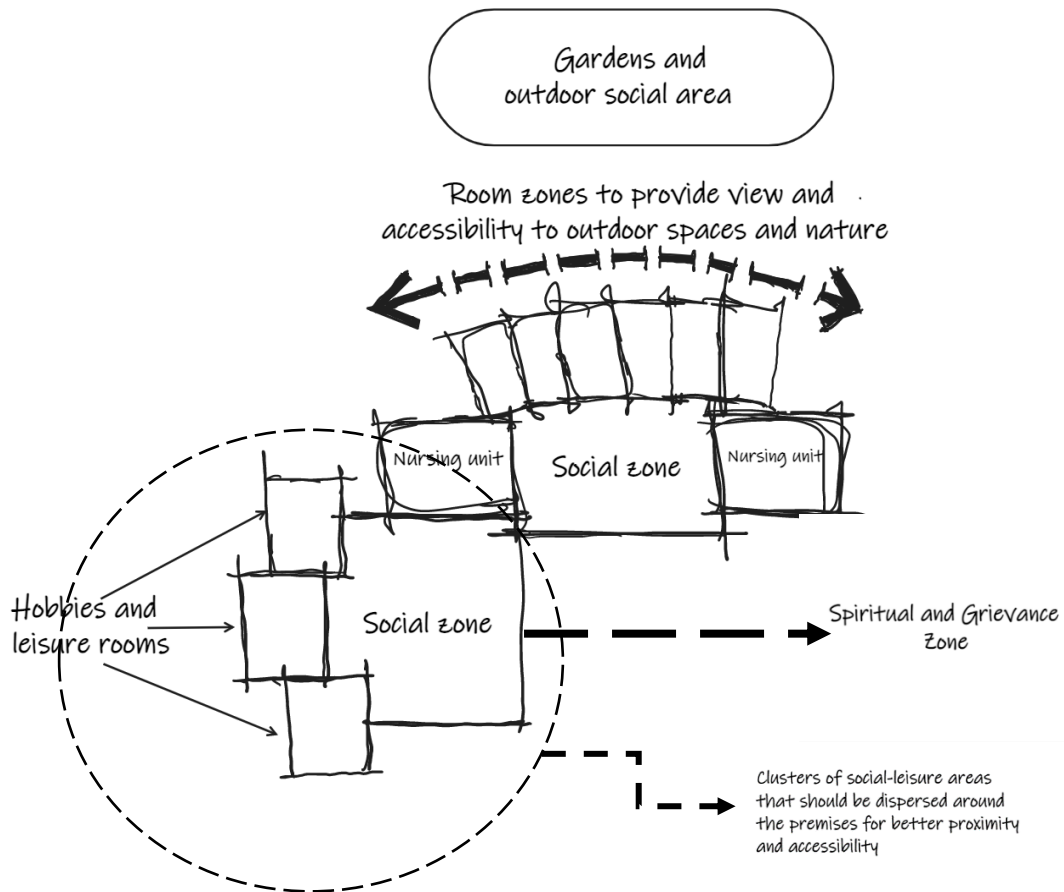 Gardens and
outdoor social area
Room zones to provide view and
accessibility to outdoor spaces and nature
Nursing unit
Social zone
Nursing unit
Hobbies and
leisure rooms
Social zone
Spiritual and Grievance
Zone
Clusters of social-leisure areas
that should be dispersed around
the premises for better proximity
and accessibility